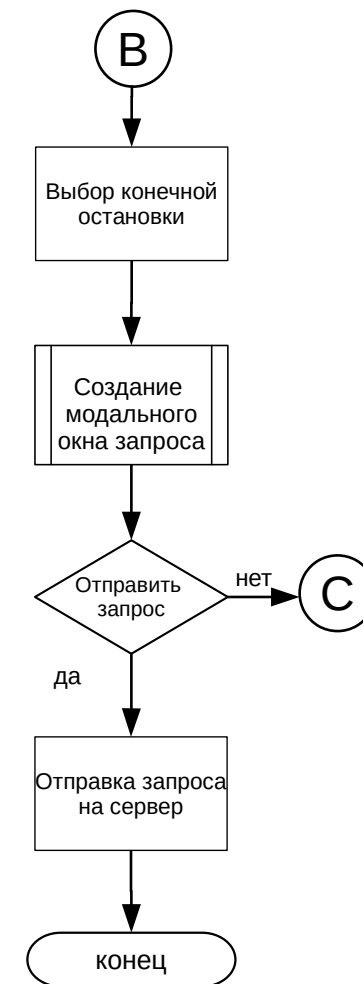 B
Выбор конечной
остановки
Создание
модального
окна запроса
Отправить
запрос
нет
C
да
Отправка запроса
на сервер
конец